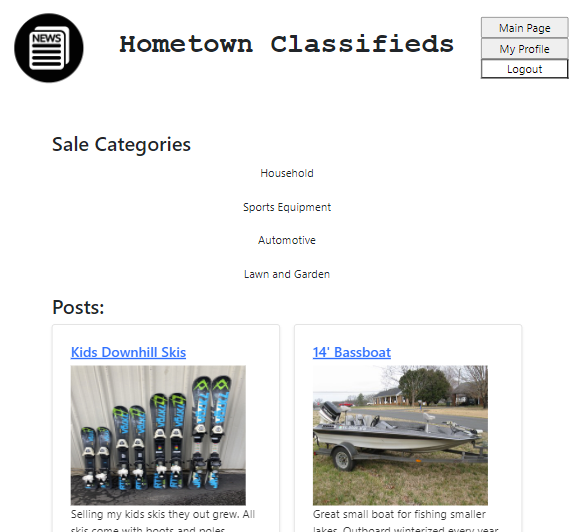 NEWS
Hometown Classifieds
Main Page
My Profile
Logout
Sale Categories
Household
Sports Equipment
Automotive
Lawn and Garden
Posts:
Kids Downhill Skis
14' Bassboat
Selling my kids skis they out grew. All
skis come with boots and poles
Great small boat for fishing smaller
lakes. Outboard winterized every year